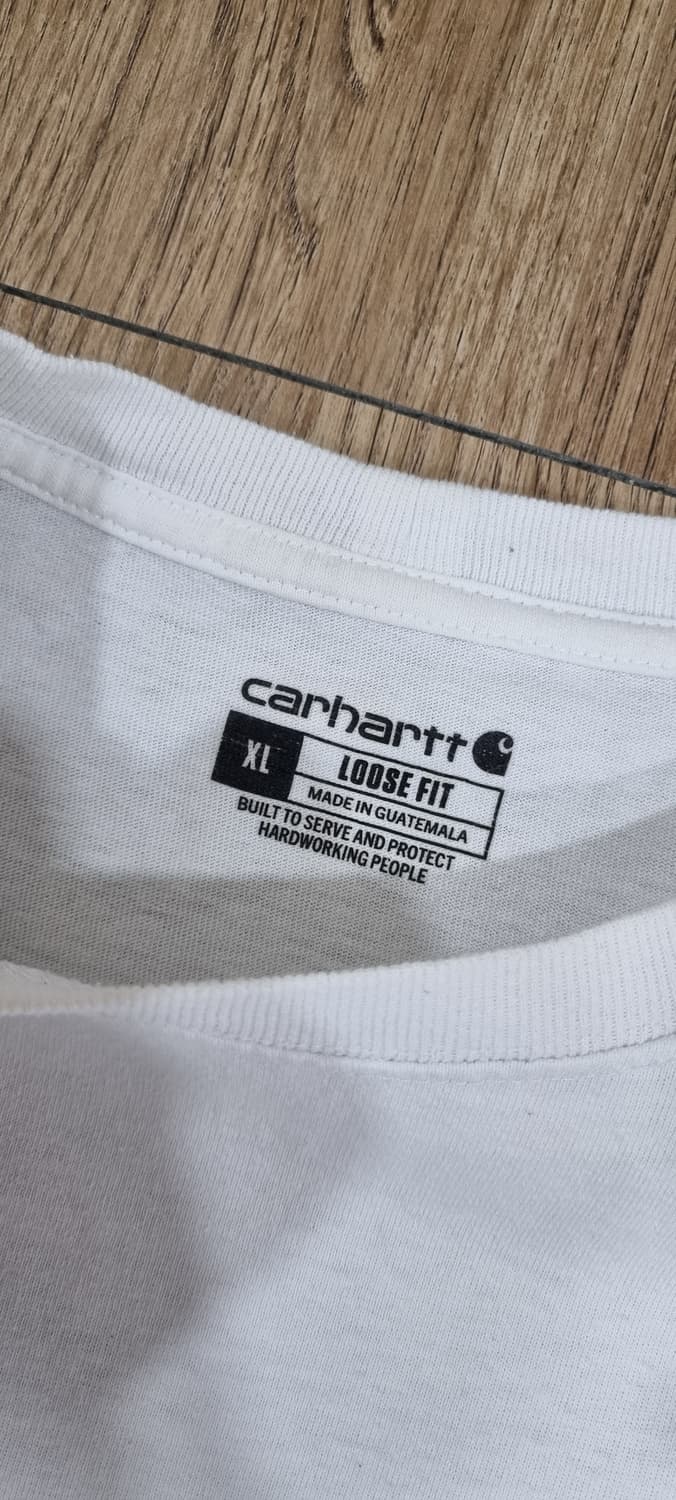 carhartt
XL
LOOSE FIT
MADE IN GUATEMALA
BUILT TO SERVE AND PROTECT
HARDWORKING PEOPLE